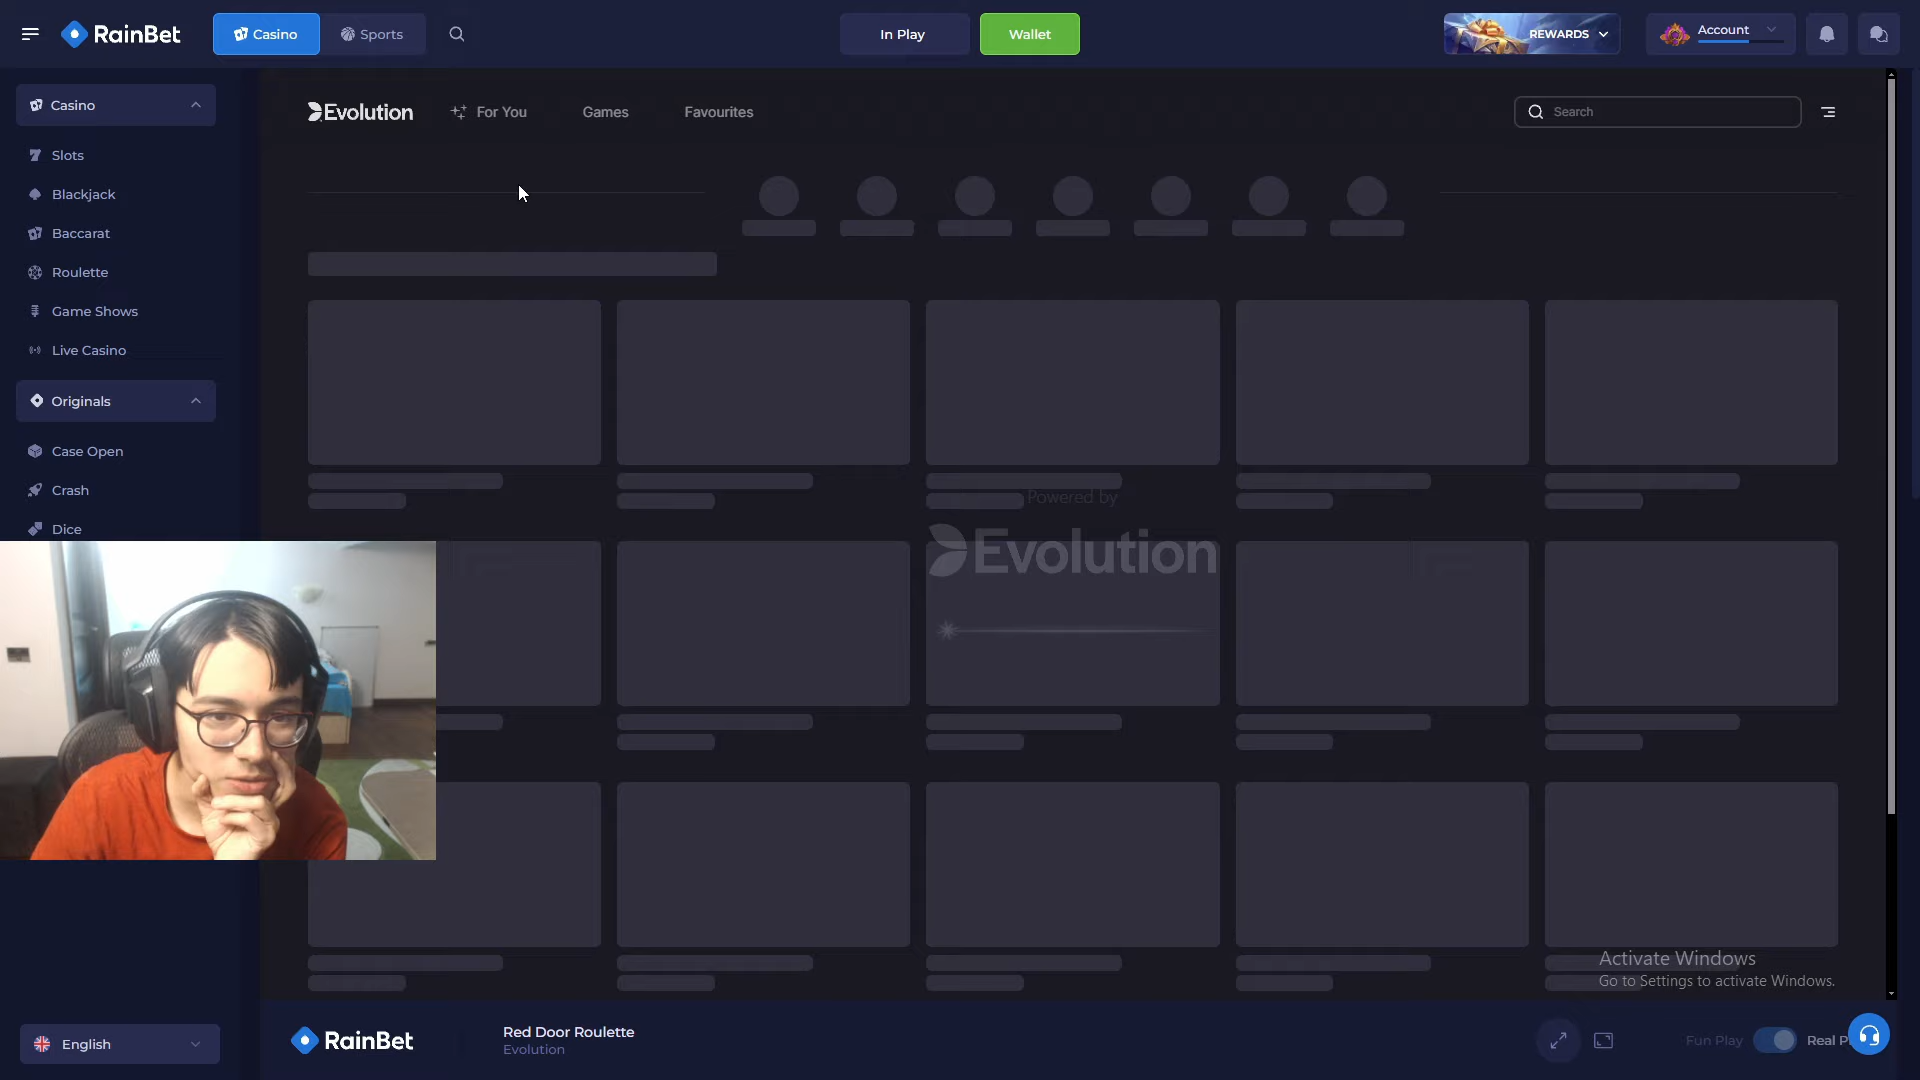 RainBet
Casino
Sports
In Play
Wallet
REWARDS
Account
Casino
Slots
Blackjack
Baccarat
Roulette
Game Shows
Live Casino
Originals
Case Open
Crash
Dice
English
Evolution
For You
Games
Favourites
Search
Powered by
Evolution
Activate Windows
Go to Settings to activate Windows.
RainBet
Red Door Roulette
Evolution
Fun Play
Real P